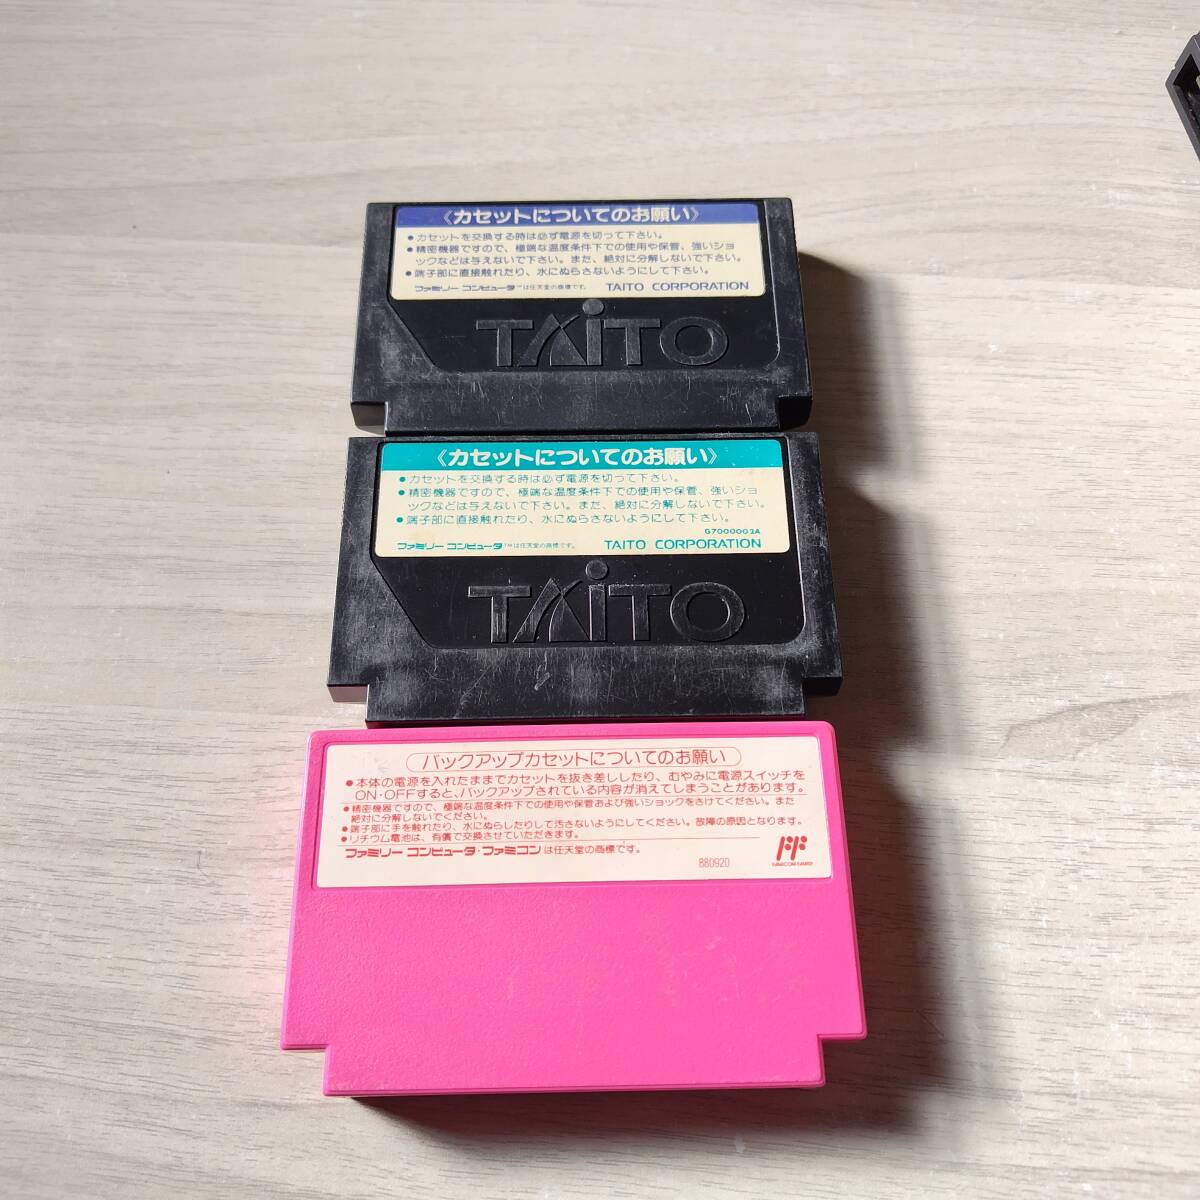 《カセットについてのお願い》
●カセットを交換する時は必ず電源を切って下さい。
●精密機器ですので、極端な温度条件下での使用や保管、強いショ
ックなどは与えないで下さい。また、絶対に分解しないで下さい。
●端子部に直接触れたり、水にぬらさないようにして下さい。
ファミリー コンピュータ™は任天堂の商標です。 TAITO CORPORATION
TAiTO
《カセットについてのお願い》
●カセットを交換する時は必ず電源を切って下さい。
●精密機器ですので、極端な温度条件下での使用や保管、強いショ
ックなどは与えないで下さい。また、絶対に分解しないで下さい。
●端子部に直接触れたり、水にぬらさないようにして下さい。
G7000002A
ファミリー コンピュータ™は任天堂の商標です。 TAITO CORPORATION
TAiTO
バックアップカセットについてのお願い
●本体の電源を入れたままでカセットを抜き差ししたり、むやみに電源スイッチを
ON・OFFすると、バックアップされている内容が消えてしまうことがあります。
●精密機器ですので、極端な温度条件下での使用や保管および強いショックをさけてください。また
絶対に分解しないでください。
●端子部に手を触れたり、水にぬらしたりして汚さないようにしてください。故障の原因となります。
●リチウム電池は、有償で交換させていただきます。
ファミリー コンピュータ・ファミコンは任天堂の商標です。
880920
FAMICOM FAMILY